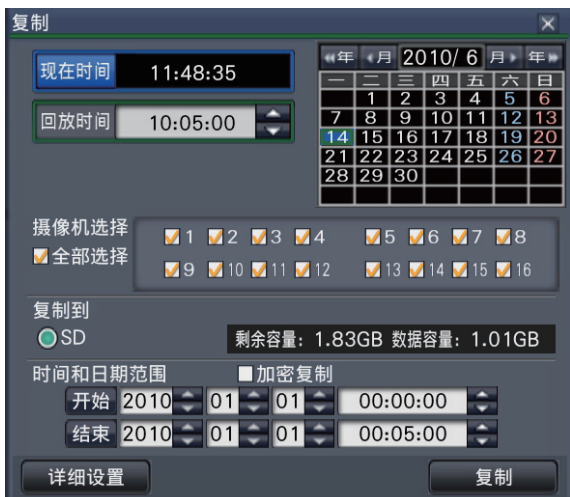 复制
现在时间 11:48:35
回放时间 10:05:00
年 月 2010/ 6 月 年
一 二 三 四 五 六 日
1 2 3 4 5 6
7 8 9 10 11 12 13
14 15 16 17 18 19 20
21 22 23 24 25 26 27
28 29 30
摄像机选择
全部选择
1 2 3 4 5 6 7 8
9 10 11 12 13 14 15 16
复制到
SD 剩余容量: 1.83GB 数据容量: 1.01GB
时间和日期范围 加密复制
开始 2010 01 01 00:00:00
结束 2010 01 01 00:05:00
详细设置 复制